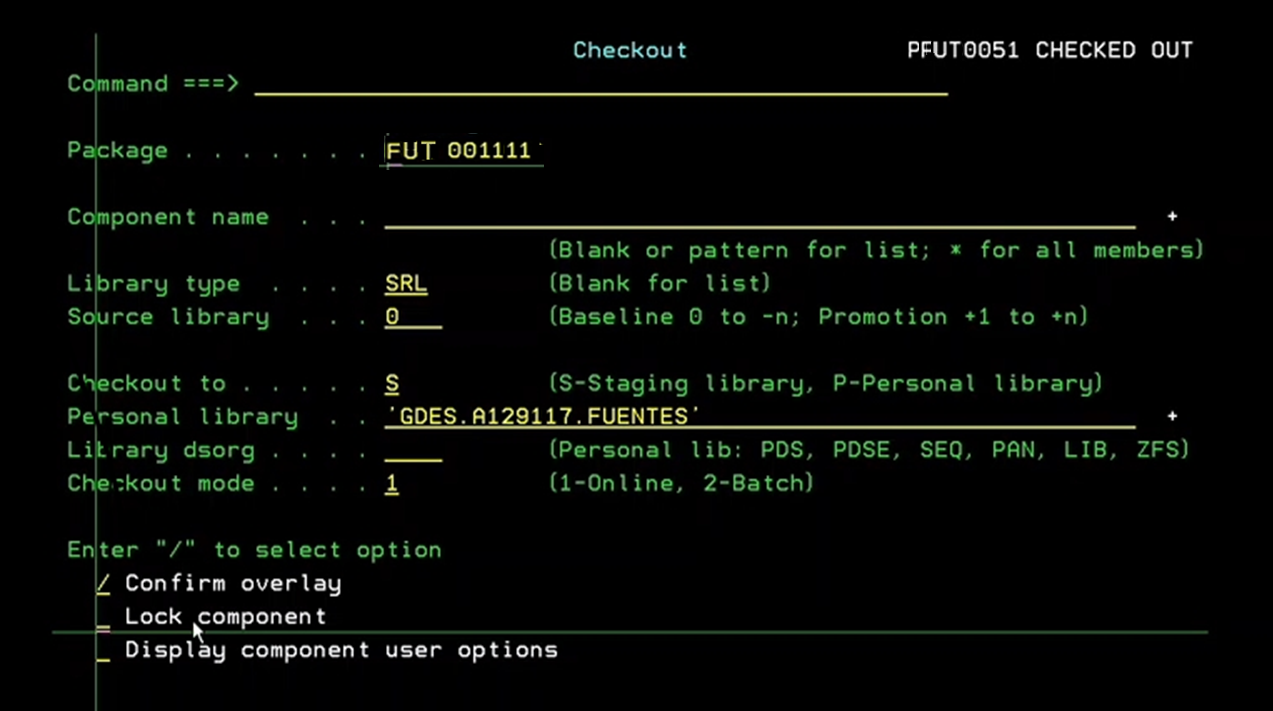 Checkout PFUT0051 CHECKED OUT
Command ===>
Package . . . . . . . FUT 001111
Component name . . . +
(Blank or pattern for list; * for all members)
Library type . . . . SRL (Blank for list)
Source library . . . 0 (Baseline 0 to -n; Promotion +1 to +n)
Checkout to . . . . . S (S-Staging library, P-Personal library)
Personal library . . 'GDES.A129117.FUENTES' +
Library dsorg . . . . (Personal lib: PDS, PDSE, SEQ, PAN, LIB, ZFS)
Checkout mode . . . . 1 (1-Online, 2-Batch)
Enter "/" to select option
/ Confirm overlay
_ Lock component
_ Display component user options